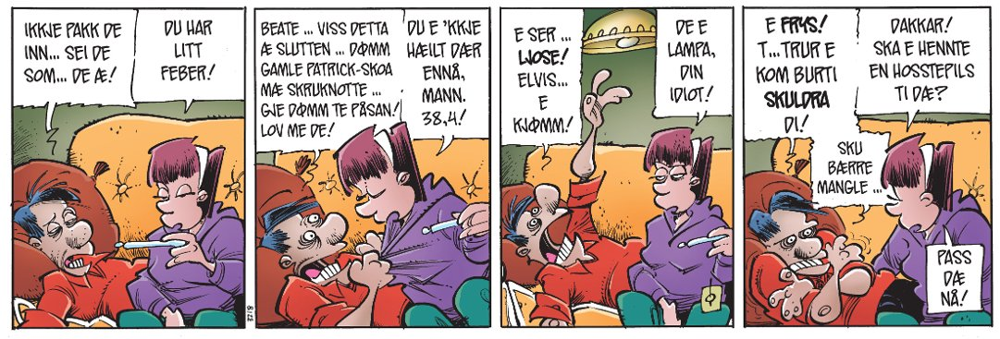 IKKJE PAKK DE
INN... SEI DE
SOM... DE Æ!
DU HAR
LITT
FEBER!
BEATE ... VISS DETTA
Æ SLUTTEN ... DØMM
GAMLE PATRICK-SKOA
MÆ SKRUKNOTTE ...
GJE DØMM TE PÅSAN!
LOV ME DE!
DU E 'KKJE
HÆILT DÆR
ENNÅ,
MANN.
38,4!
E SER ...
LJOSE!
ELVIS...
E
KJØMM!
DE E
LAMPA,
DIN
IDIOT!
E FRYS!
T...TRUR E
KOM BURTI
SKULDRA
DI!
DAKKAR!
SKA E HENNTE
EN HOSSTEPILS
TI DÆ?
SKU
BÆRRE
MANGLE ...
PASS
DÆ
NÅ!